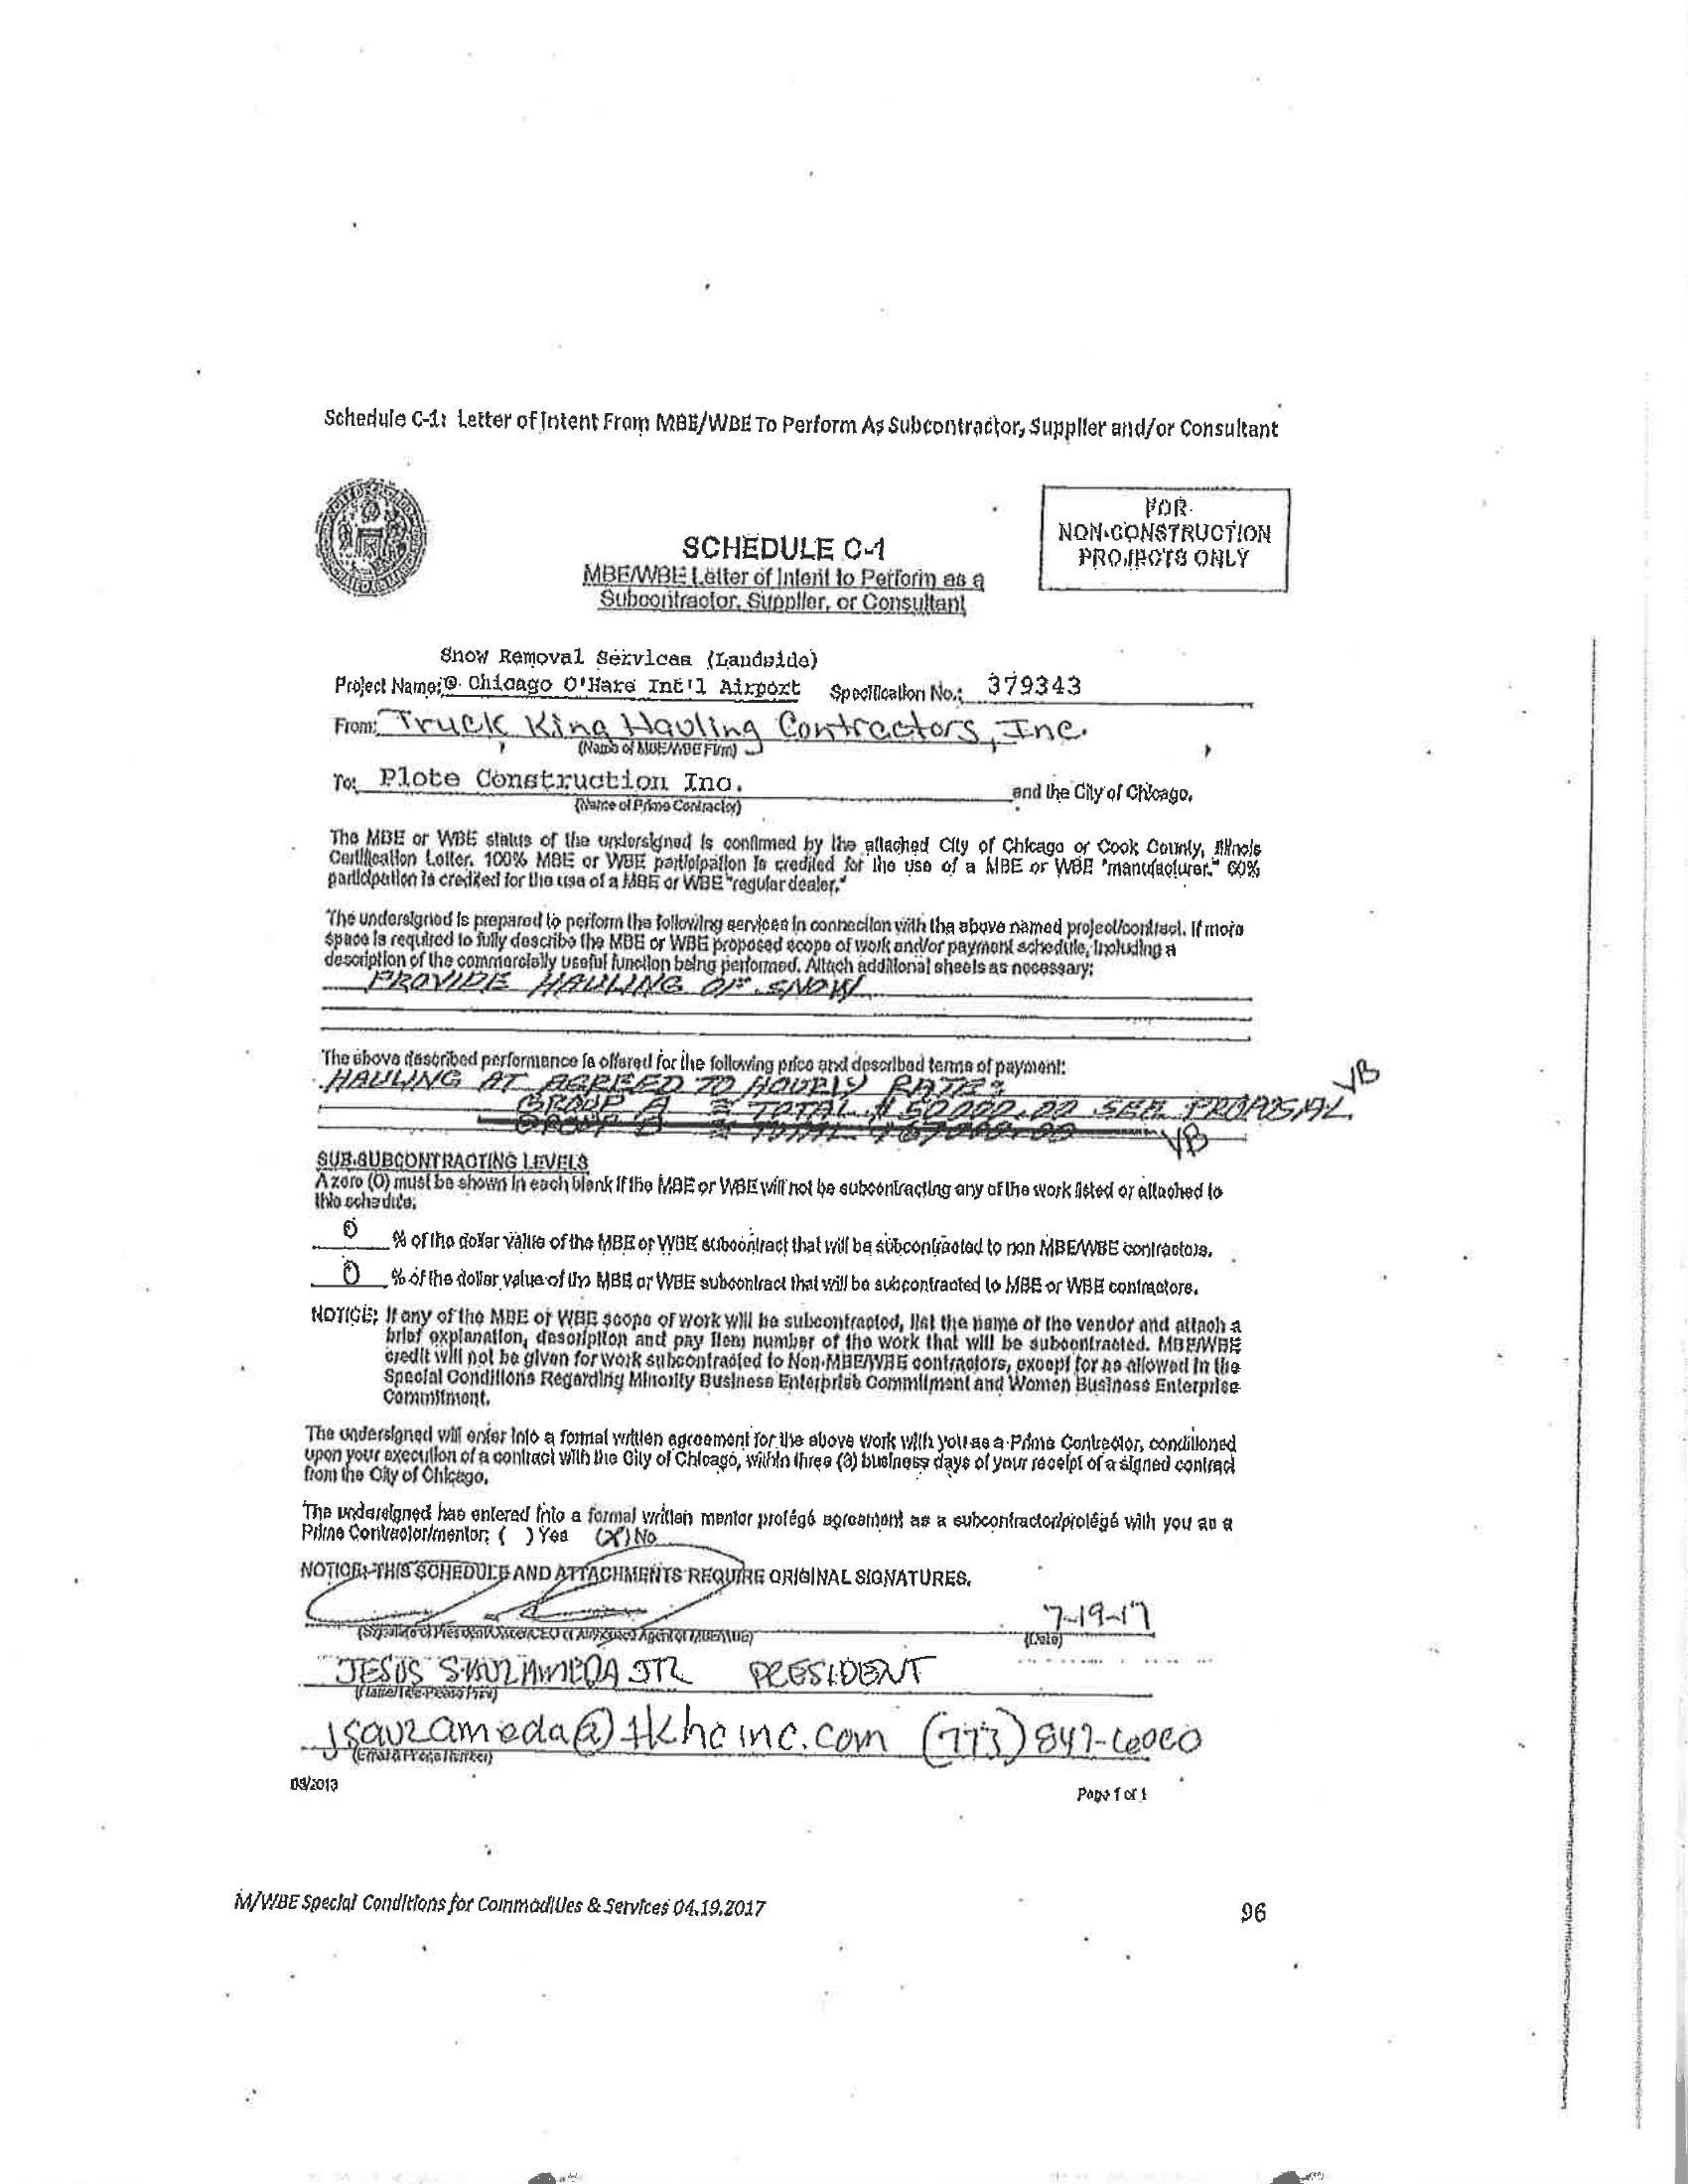 Schedule C-1: Letter of Intent From MBE/WBE To Perform As Subcontractor, Supplier and/or Consultant
FOR
NON-CONSTRUCTION
PROJECTS ONLY
SCHEDULE C-1
MBE/WBE Letter of Intent to Perform as a
Subcontractor, Supplier, or Consultant
Snow Removal Services (Landside)
Project Name: @ Chicago O'Hare Int'l Airport Specification No.: 379343
From: Truck King Hauling Contractors, Inc.
(Name of MBE/WBE Firm)
To: Plote Construction Inc. and the City of Chicago.
(Name of Prime Contractor)
The MBE or WBE status of the undersigned is confirmed by the attached City of Chicago or Cook County, Illinois
Certification Letter. 100% MBE or WBE participation is credited for the use of a MBE or WBE "manufacturer." 60%
participation is credited for the use of a MBE or WBE "regular dealer."
The undersigned is prepared to perform the following services in connection with the above named project/contract. If more
space is required to fully describe the MBE or WBE proposed scope of work and/or payment schedule, including a
description of the commercially useful function being performed. Attach additional sheets as necessary:
PROVIDE HAULING OF SNOW
The above described performance is offered for the following price and described terms of payment:
HAULING AT AGREED TO HOURLY RATE: VB
GROUP A = TOTAL $ 50,000.00 SEE PROPOSAL
GROUP B = TOTAL VB
SUB-SUBCONTRACTING LEVELS
A zero (0) must be shown in each blank if the MBE or WBE will not be subcontracting any of the work listed or attached to
this schedule.
0 % of the dollar value of the MBE or WBE subcontract that will be subcontracted to non MBE/WBE contractors.
0 % of the dollar value of the MBE or WBE subcontract that will be subcontracted to MBE or WBE contractors.
NOTICE: If any of the MBE or WBE scope of work will be subcontracted, list the name of the vendor and attach a
brief explanation, description and pay item number of the work that will be subcontracted. MBE/WBE
credit will not be given for work subcontracted to Non-MBE/WBE contractors, except for as allowed in the
Special Conditions Regarding Minority Business Enterprise Commitment and Women Business Enterprise
Commitment.
The undersigned will enter into a formal written agreement for the above work with you as a Prime Contractor, conditioned
upon your execution of a contract with the City of Chicago, within three (3) business days of your receipt of a signed contract
from the City of Chicago.
The undersigned has entered into a formal written mentor protégé agreement as a subcontractor/protégé with you as a
Prime Contractor/mentor: ( ) Yes (X) No
NOTICE: THIS SCHEDULE AND ATTACHMENTS REQUIRE ORIGINAL SIGNATURES.
7-19-17
(Signature of President/Owner/CEO or Authorized Agent of MBE/WBE) (Date)
JESUS SAUZAMEDA JR PRESIDENT
(Name/Title-Please Print)
jsauzameda@tkhcinc.com (773) 847-6000
(Email & Phone Number)
08/2013
Page 1 of 1
M/WBE Special Conditions for Commodities & Services 04.19.2017
96